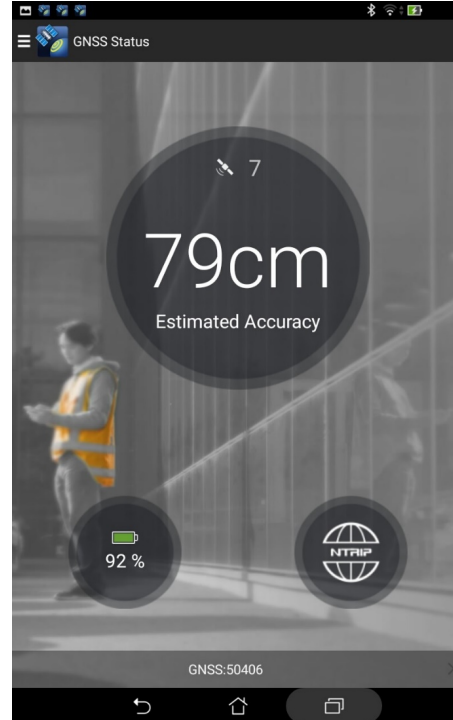 GNSS Status
7
79cm
Estimated Accuracy
92 %
NTRIP
GNSS:50406